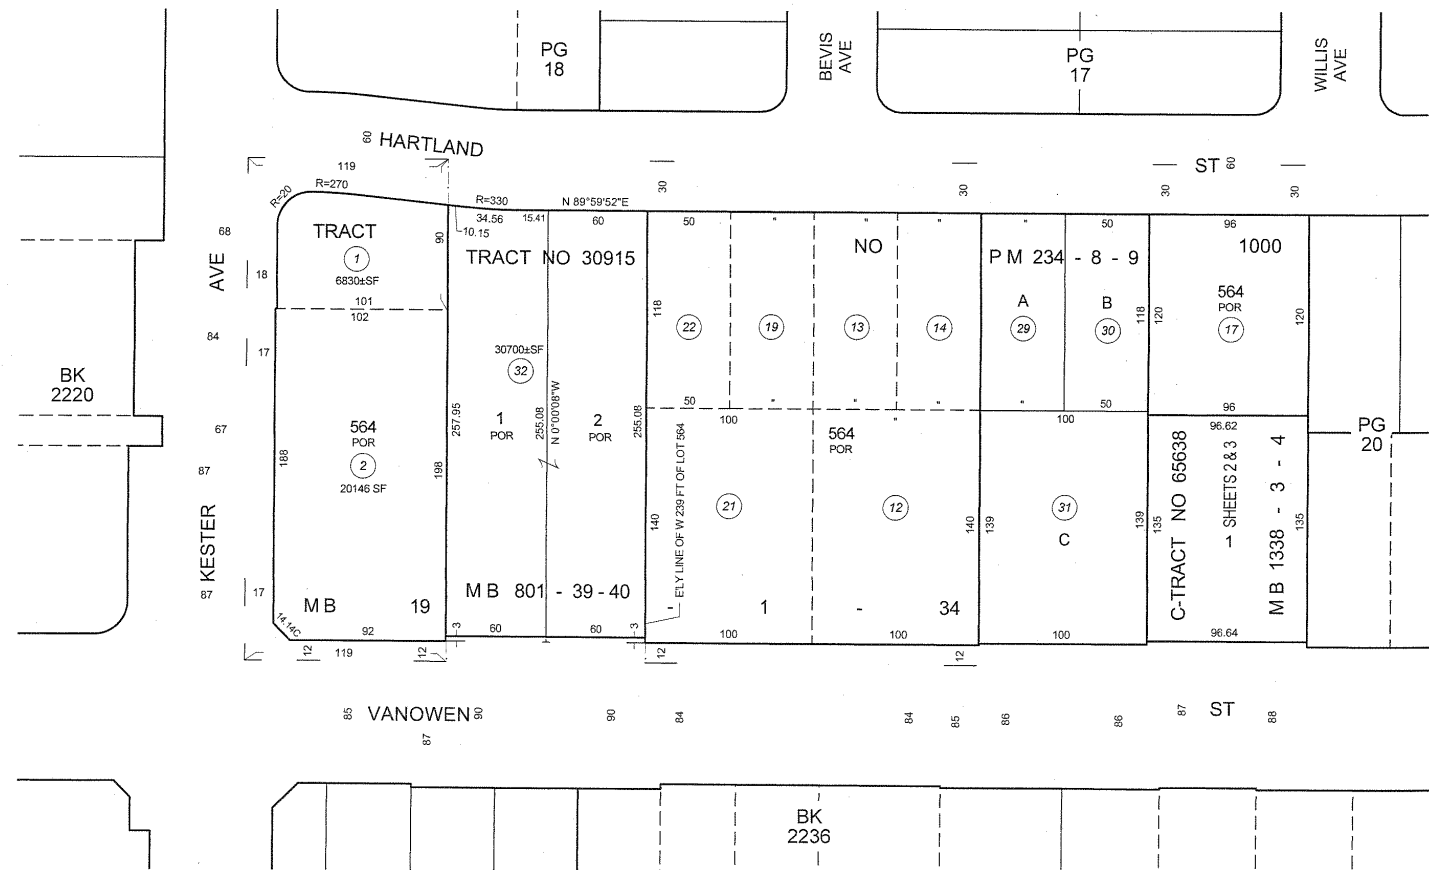 PG
18
BEVIS
AVE
PG
17
WILLIS
AVE
60
HARTLAND
ST
60
119
R=20
R=270
R=330
N 89°59'52"E
30
30
30
30
68
AVE
18
TRACT
1
6830±SF
101
102
90
34.56
15.41
60
10.15
TRACT NO 30915
50
"
"
"
"
50
96
NO
P M 234 - 8 - 9
1000
118
22
19
13
14
A
29
B
30
118
120
564
POR
17
120
84
17
30700±SF
32
BK
2220
67
87
KESTER
87
17
188
564
POR
2
20146 SF
198
257.95
1
POR
255.08
N 0°00'08"W
2
POR
255.08
50
"
"
"
"
50
96
100
"
100
96.62
564
POR
PG
20
ELY LINE OF W 239 FT OF LOT 564
140
21
12
140
139
31
C
139
135
C-TRACT NO 65638
1 SHEETS 2 & 3
M B 1338 - 3 - 4
135
M B
19
M B 801 - 39 - 40
-
1
-
34
14.14C
92
3
60
60
3
100
100
100
96.64
12
119
12
12
12
85
VANOWEN
90
87
90
84
84
85
86
86
87
ST
88
BK
2236